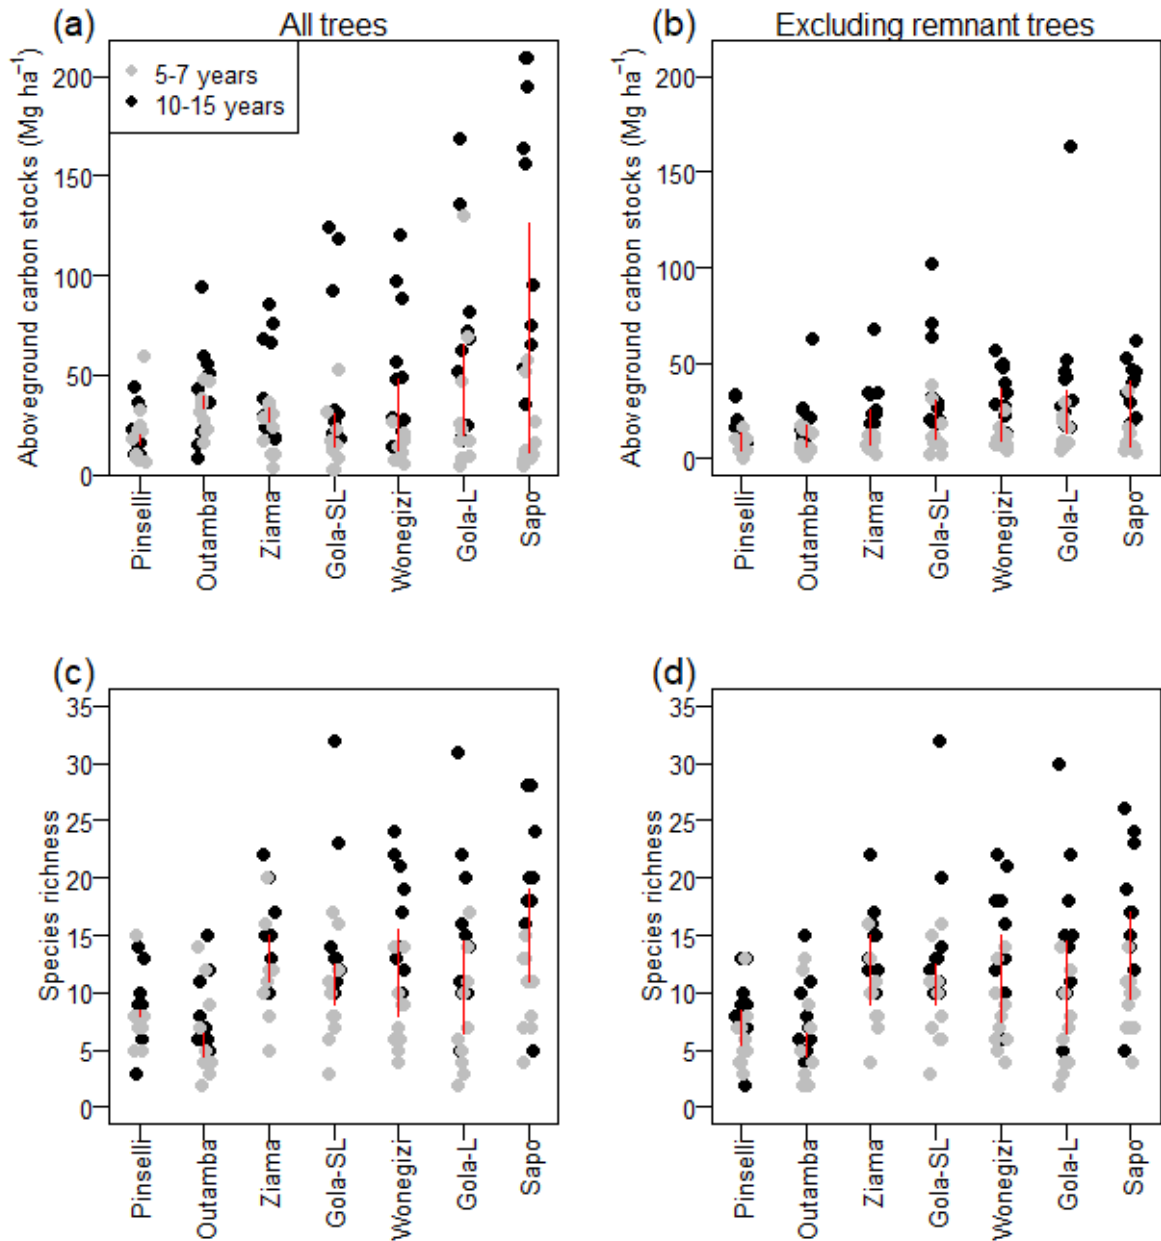 (a) All trees
Aboveground carbon stocks (Mg ha⁻¹)
5-7 years
10-15 years
200
150
100
50
0
Pinselli
Outamba
Ziama
Gola-SL
Wonegizi
Gola-L
Sapo
(b) Excluding remnant trees
Aboveground carbon stocks (Mg ha⁻¹)
200
150
100
50
0
Pinselli
Outamba
Ziama
Gola-SL
Wonegizi
Gola-L
Sapo
(c)
Species richness
35
30
25
20
15
10
5
0
Pinselli
Outamba
Ziama
Gola-SL
Wonegizi
Gola-L
Sapo
(d)
Species richness
35
30
25
20
15
10
5
0
Pinselli
Outamba
Ziama
Gola-SL
Wonegizi
Gola-L
Sapo